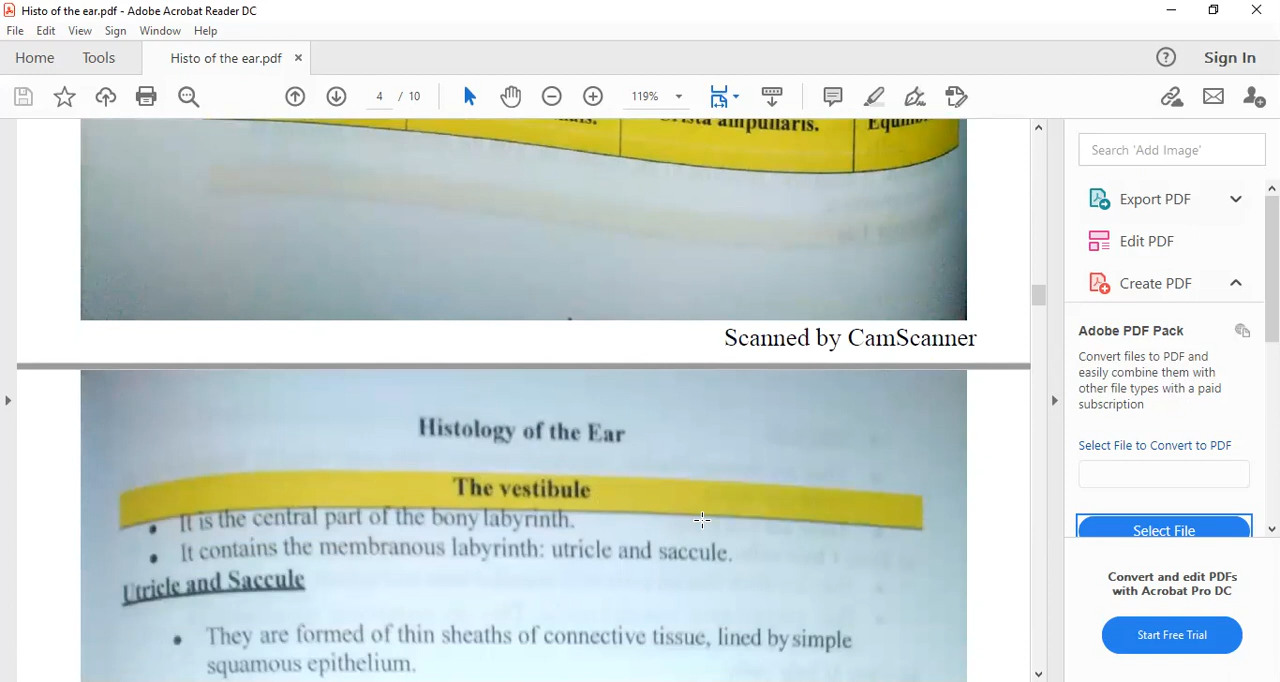 Histo of the ear.pdf - Adobe Acrobat Reader DC
File Edit View Sign Window Help
Home Tools Histo of the ear.pdf × ? Sign In
4 / 10 119%
ampullaris.
Scanned by CamScanner
Histology of the Ear
The vestibule
• It is the central part of the bony labyrinth.
• It contains the membranous labyrinth: utricle and saccule.
Utricle and Saccule
• They are formed of thin sheaths of connective tissue, lined by simple
squamous epithelium.
Search 'Add Image'
Export PDF
Edit PDF
Create PDF
Adobe PDF Pack
Convert files to PDF and
easily combine them with
other file types with a paid
subscription
Select File to Convert to PDF
Select File
Convert and edit PDFs
with Acrobat Pro DC
Start Free Trial